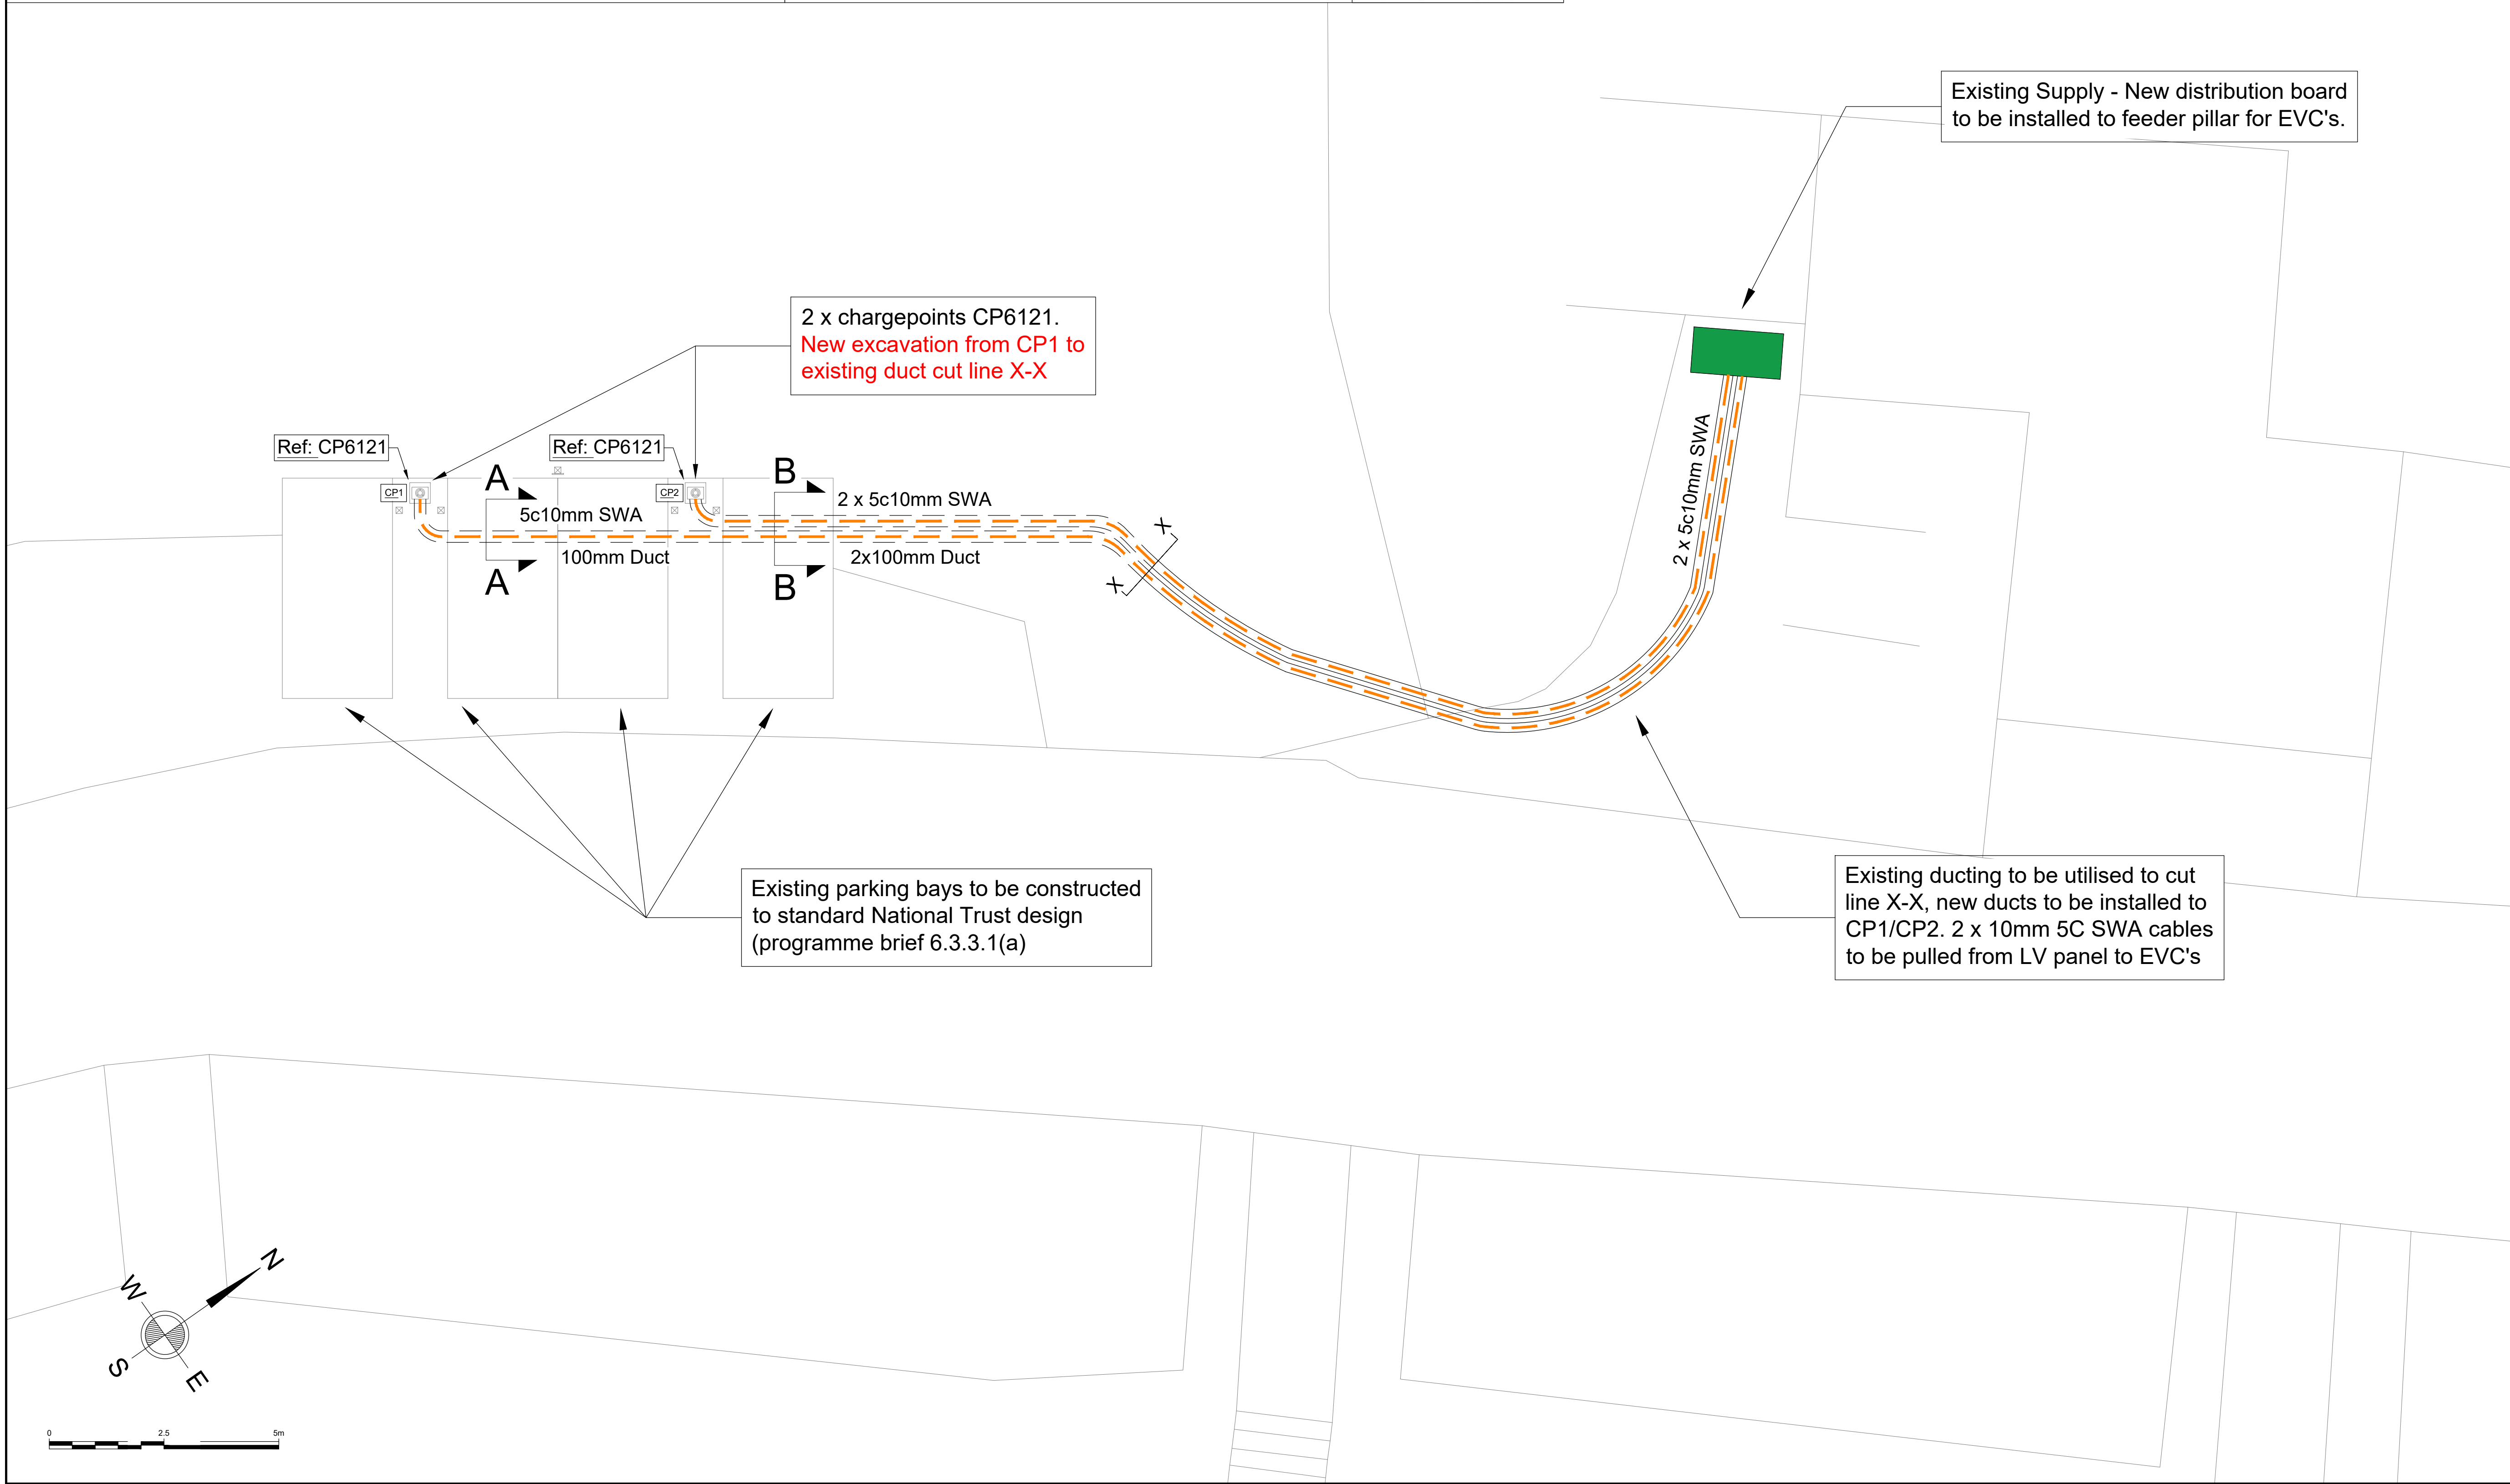 Existing Supply - New distribution board
to be installed to feeder pillar for EVC's.
2 x chargepoints CP6121.
New excavation from CP1 to
existing duct cut line X-X
Ref: CP6121
Ref: CP6121
CP1
CP2
A
A
B
B
5c10mm SWA
100mm Duct
2 x 5c10mm SWA
2x100mm Duct
X
X
2 x 5c10mm SWA
Existing parking bays to be constructed
to standard National Trust design
(programme brief 6.3.3.1(a)
Existing ducting to be utilised to cut
line X-X, new ducts to be installed to
CP1/CP2. 2 x 10mm 5C SWA cables
to be pulled from LV panel to EVC's
N
W
S
E
0 2.5 5m